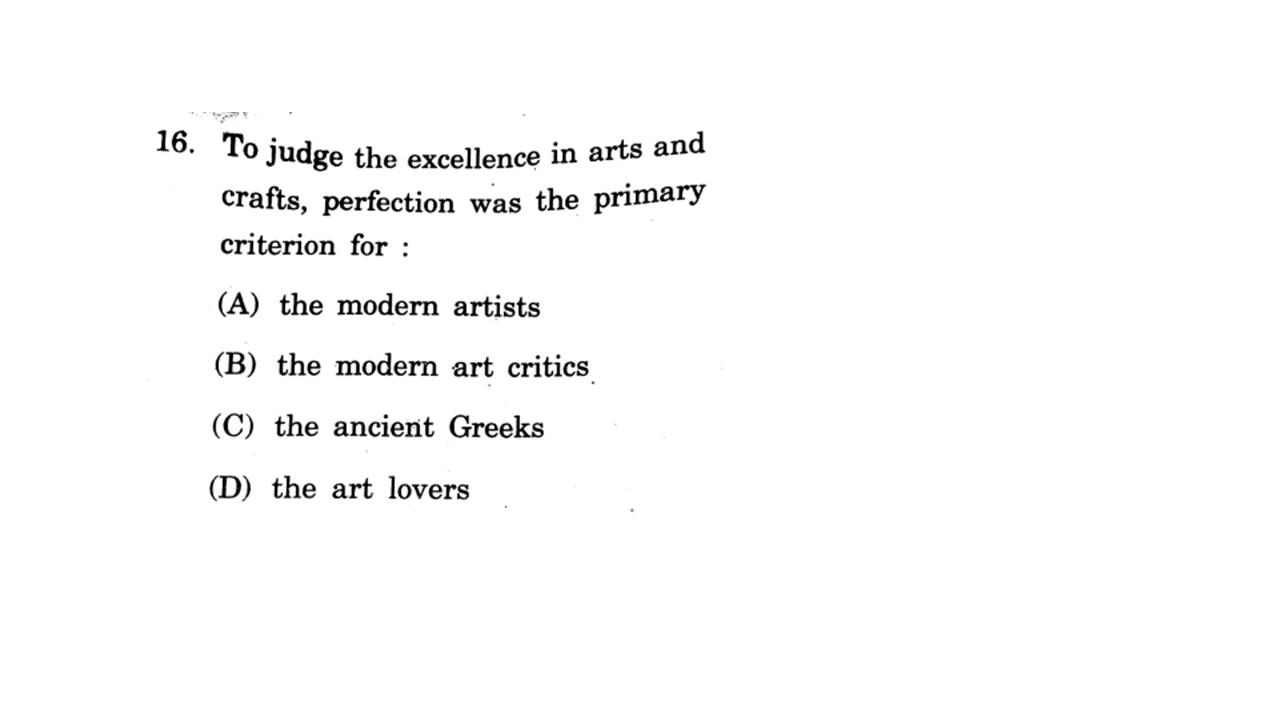 16. To judge the excellence in arts and
crafts, perfection was the primary
criterion for :
(A) the modern artists
(B) the modern art critics
(C) the ancient Greeks
(D) the art lovers